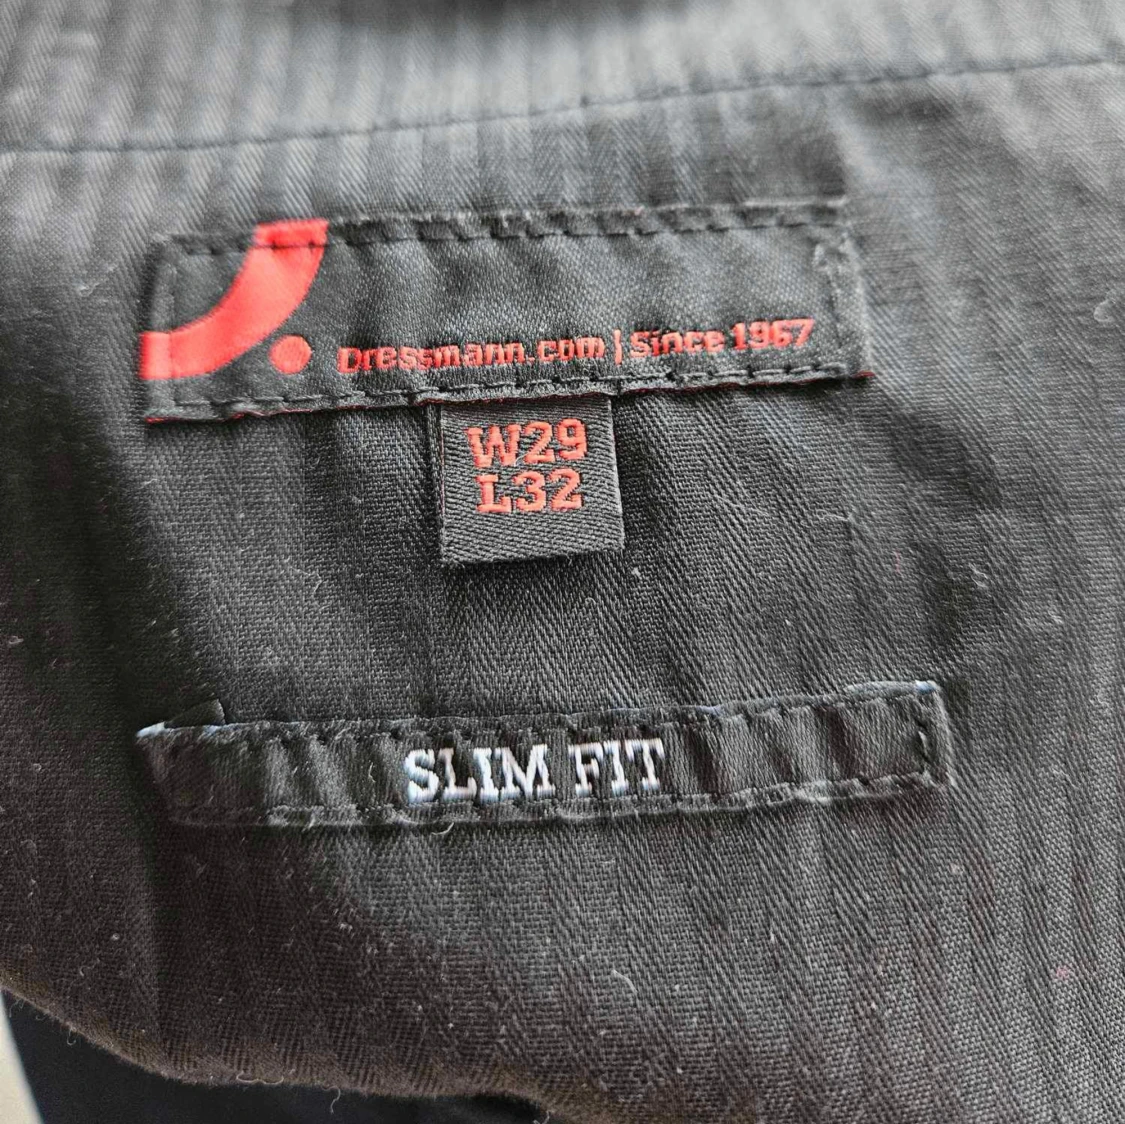 Dressmann.com | Since 1967
W29
L32
SLIM FIT